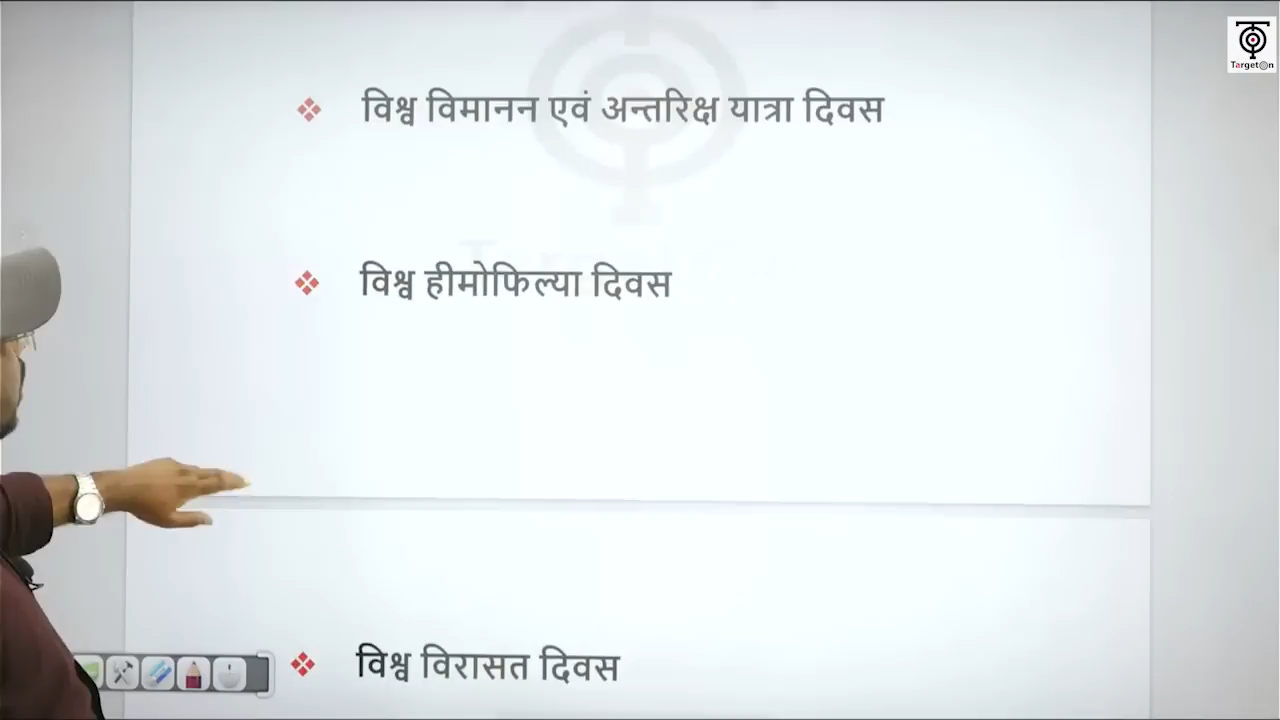 Target@n
विश्व विमानन एवं अन्तरिक्ष यात्रा दिवस
विश्व हीमोफिल्या दिवस
विश्व विरासत दिवस